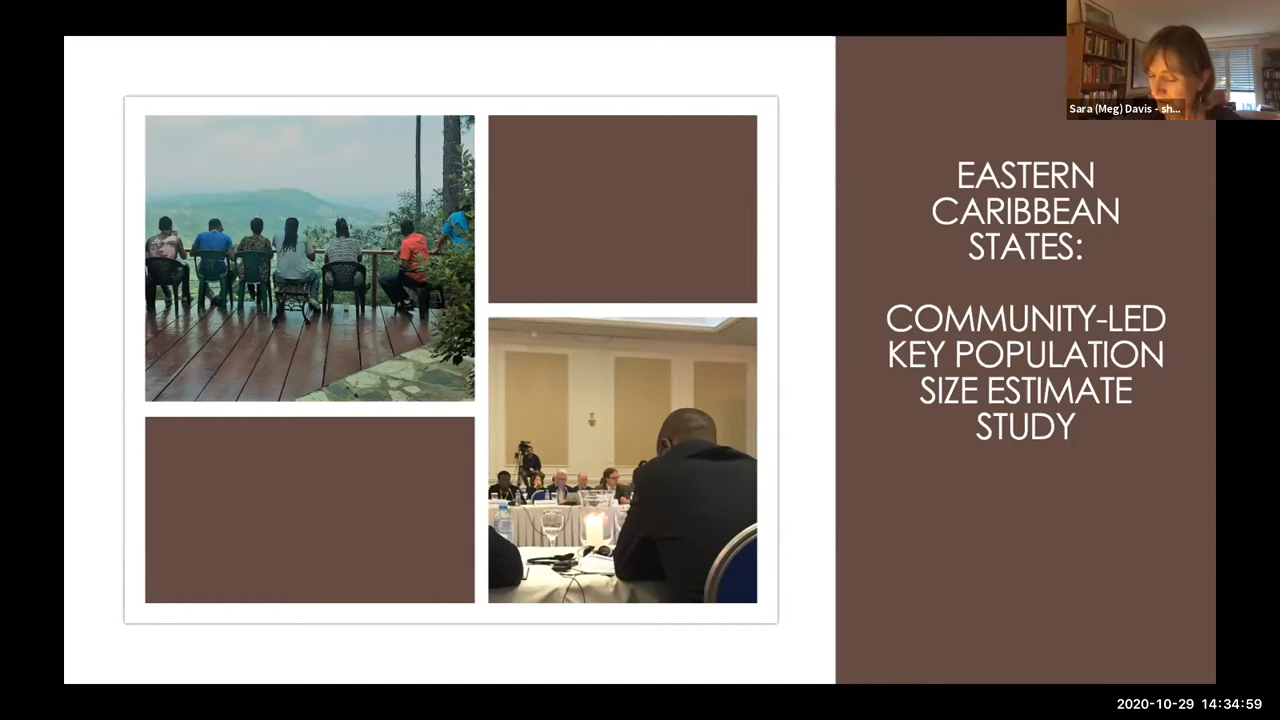 Sara (Meg) Davis - sh...
EASTERN
CARIBBEAN
STATES:
COMMUNITY-LED
KEY POPULATION
SIZE ESTIMATE
STUDY
2020-10-29 14:34:59